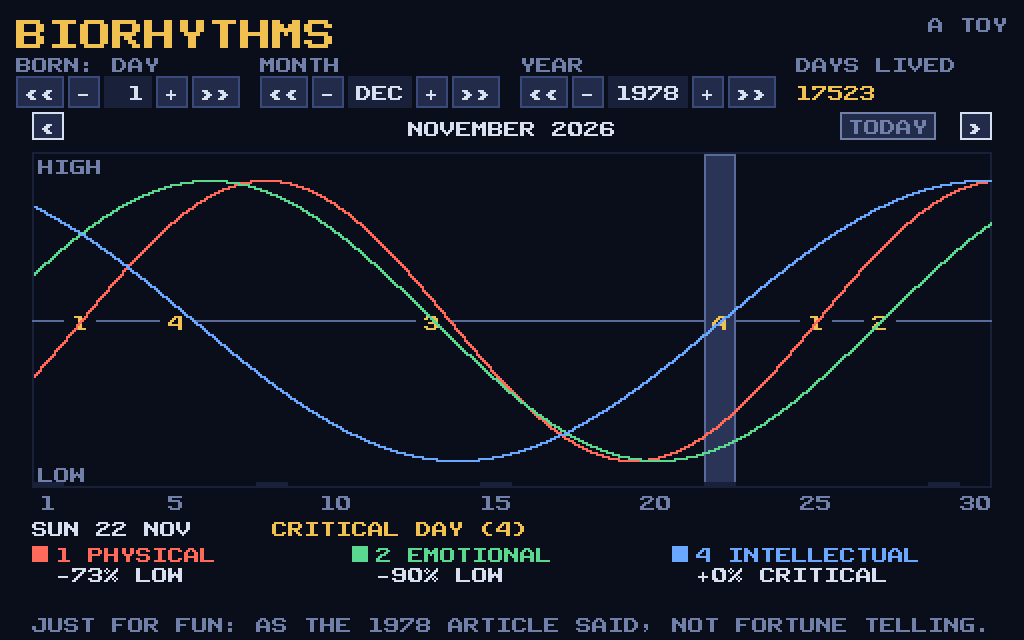 BIORHYTHMS
A TOY
BORN: DAY MONTH YEAR DAYS LIVED
<< - 1 + >> << - DEC + >> << - 1978 + >> 17523
< NOVEMBER 2026 TODAY >
HIGH
1 4 3 4 1 2
LOW
1 5 10 15 20 25 30
SUN 22 NOV CRITICAL DAY (4)
1 PHYSICAL 2 EMOTIONAL 4 INTELLECTUAL
-73% LOW -90% LOW +0% CRITICAL
JUST FOR FUN: AS THE 1978 ARTICLE SAID, NOT FORTUNE TELLING.